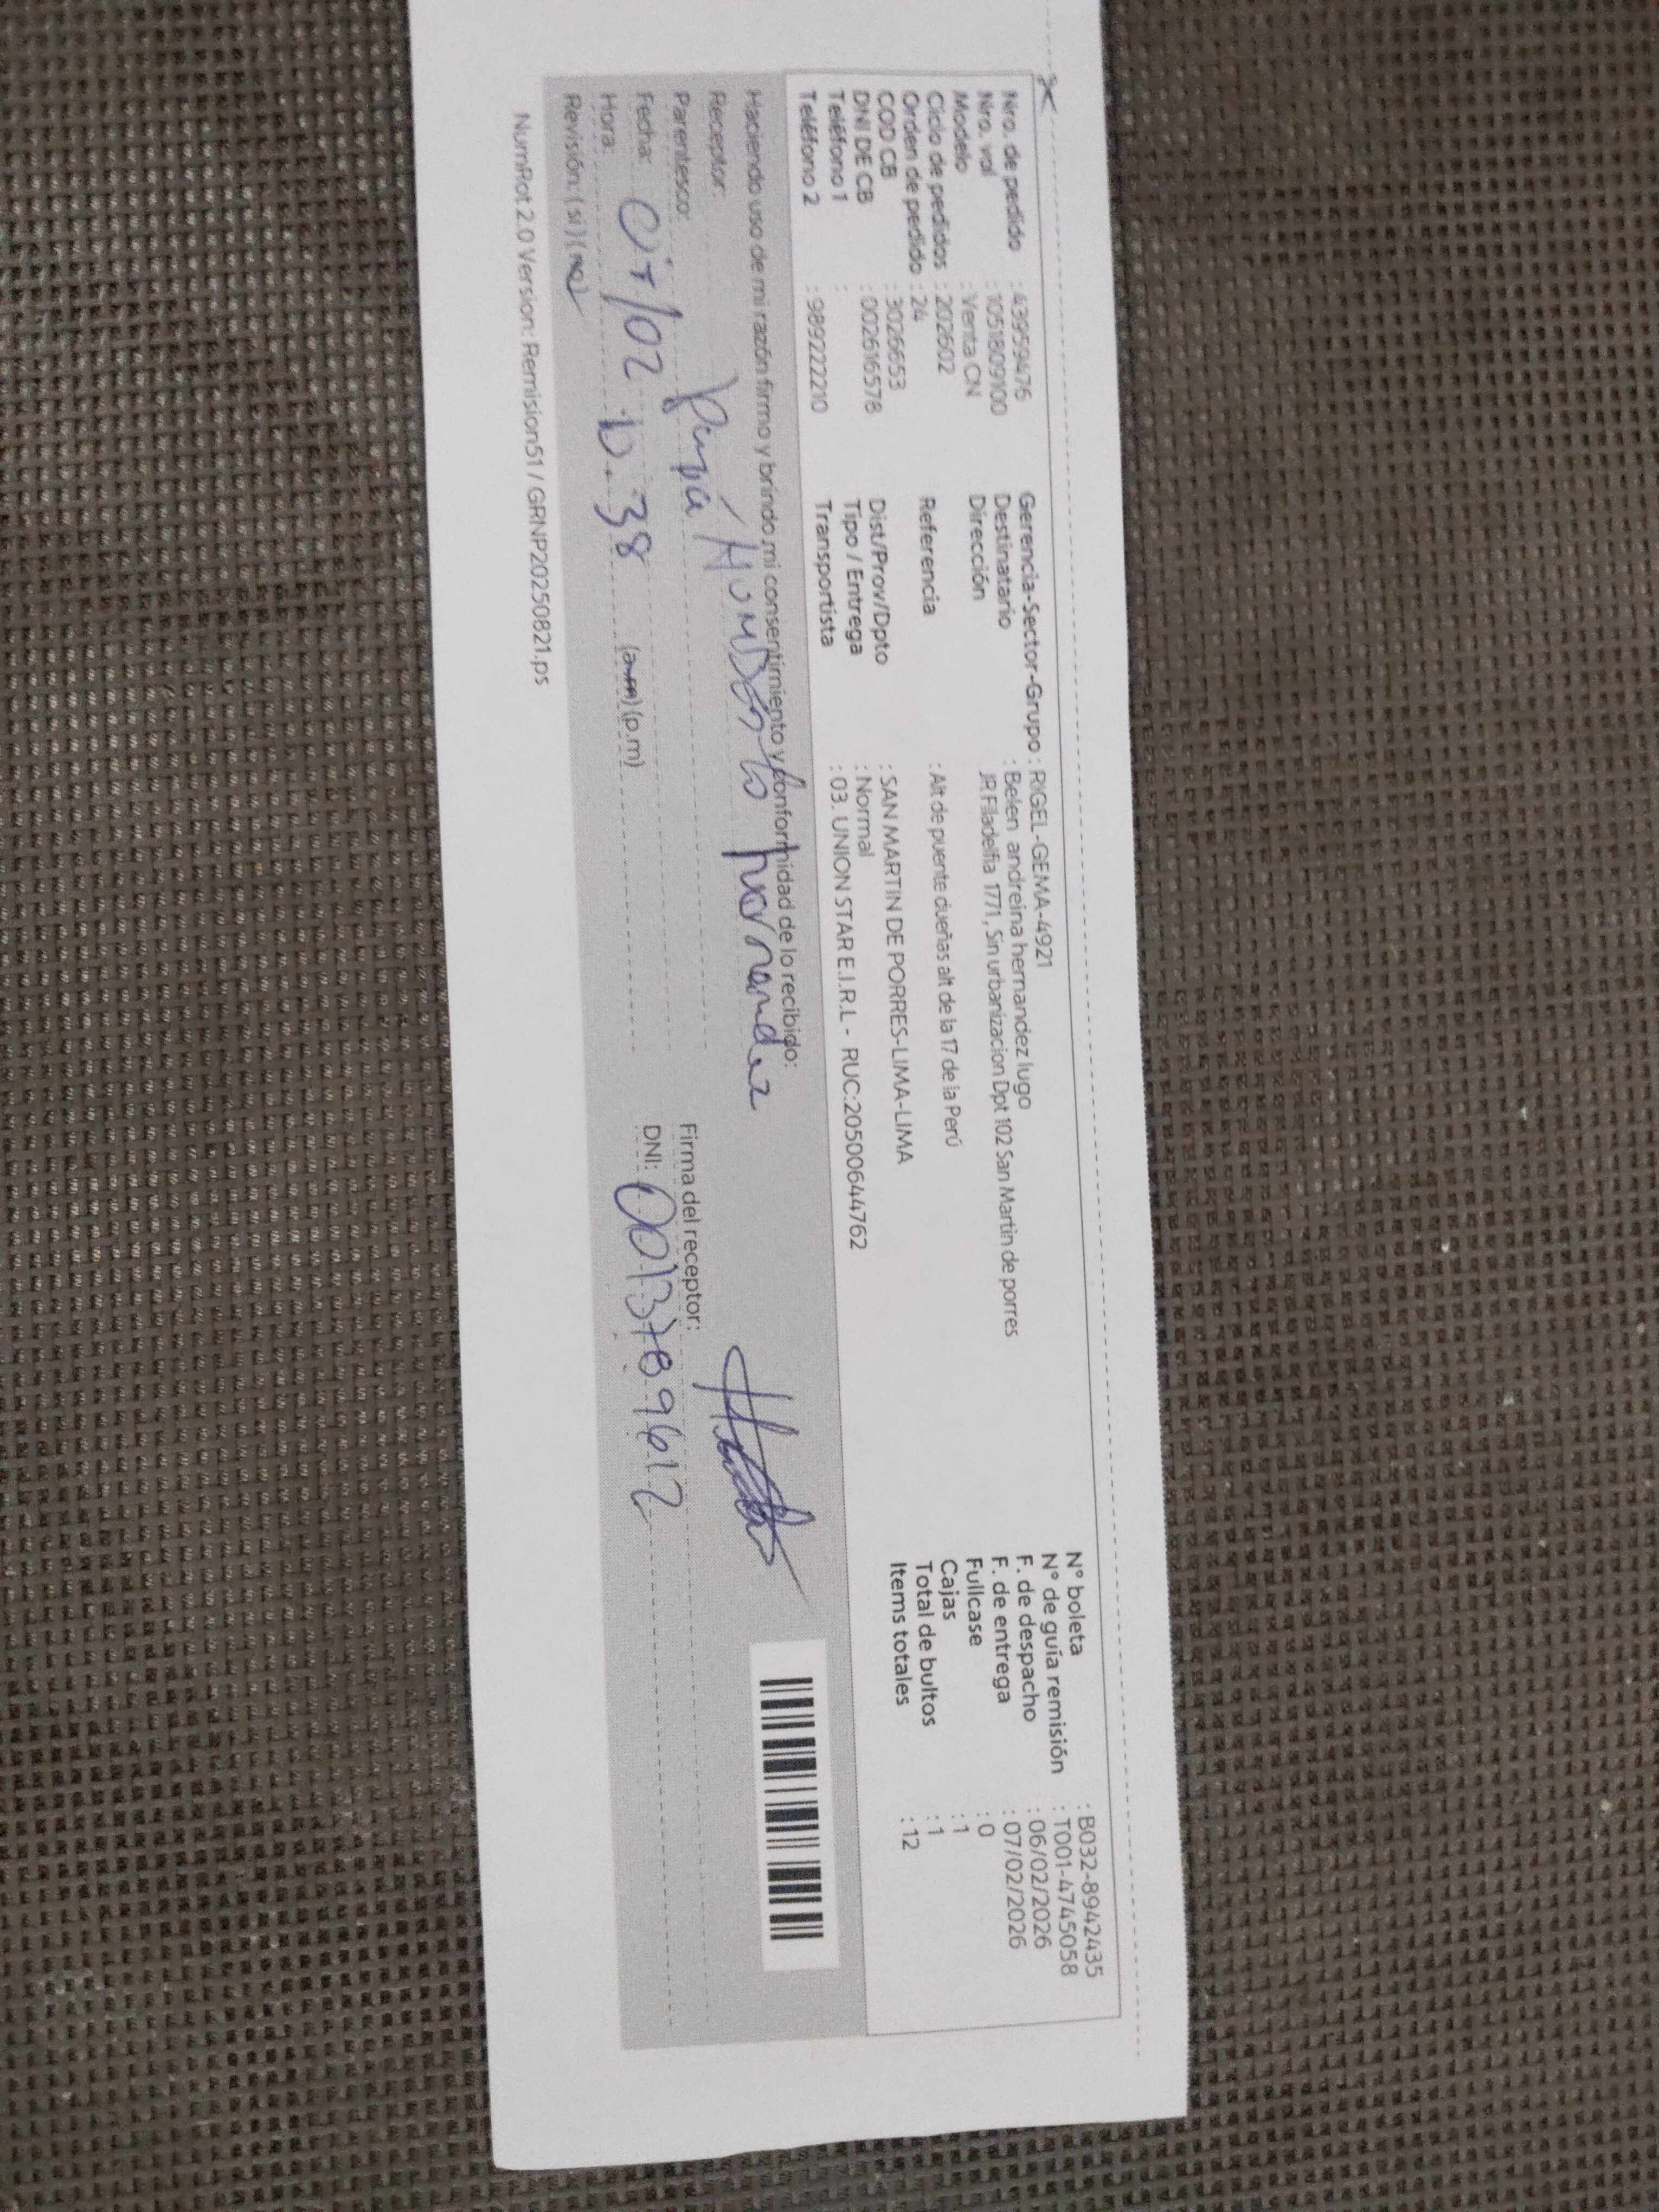 Nro. de pedido : 43959476
Nro. val : 1051809100
Modelo : Venta CN
Ciclo de pedidos : 202602
Orden de pedido : 24
COD CB : 3026653
DNI DE CB : 002616578
Teléfono 1 :
Teléfono 2 : 989222210
Gerencia-Sector-Grupo : RIGEL-GEMA-4921
Destinatario : Belen andreina hernandez lugo
Dirección JR Filadelfia 1771, Sin urbanizacion Dpt 102 San Martin de porres
Referencia : Alt de puente dueñas alt de la 17 de la Perú
Dist/Prov/Dpto : SAN MARTIN DE PORRES-LIMA-LIMA
Tipo / Entrega : Normal
Transportista : 03. UNION STAR E.I.R.L - RUC:20500644762
N° boleta : B032-8942435
N° de guía remisión : T001-4745058
F. de despacho : 06/02/2026
F. de entrega : 07/02/2026
Fullcase : 0
Cajas : 1
Total de bultos : 1
Items totales : 12
Haciendo uso de mi razón firmo y brindo mi consentimiento y conformidad de lo recibido:
Receptor: Humberto hernandez
Parentesco: Papá
Fecha: 07/02
Hora: 38 (a.m) (p.m)
Revisión: (si) (no)
Firma del receptor:
DNI: 0013789612
NumRot 2.0 Version: Remision51 / GRNP20250821.ps